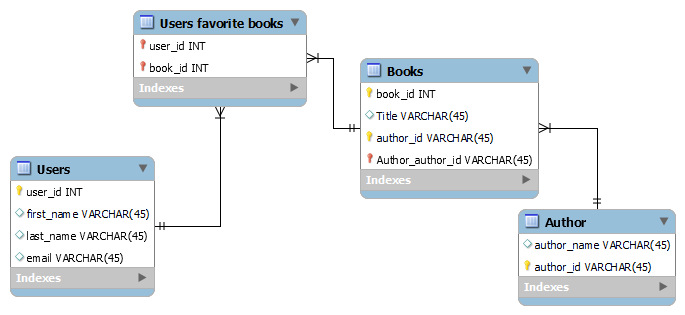 Users favorite books
user_id INT
book_id INT
Indexes
Books
book_id INT
Title VARCHAR(45)
author_id VARCHAR(45)
Author_author_id VARCHAR(45)
Indexes
Users
user_id INT
first_name VARCHAR(45)
last_name VARCHAR(45)
email VARCHAR(45)
Indexes
Author
author_name VARCHAR(45)
author_id VARCHAR(45)
Indexes